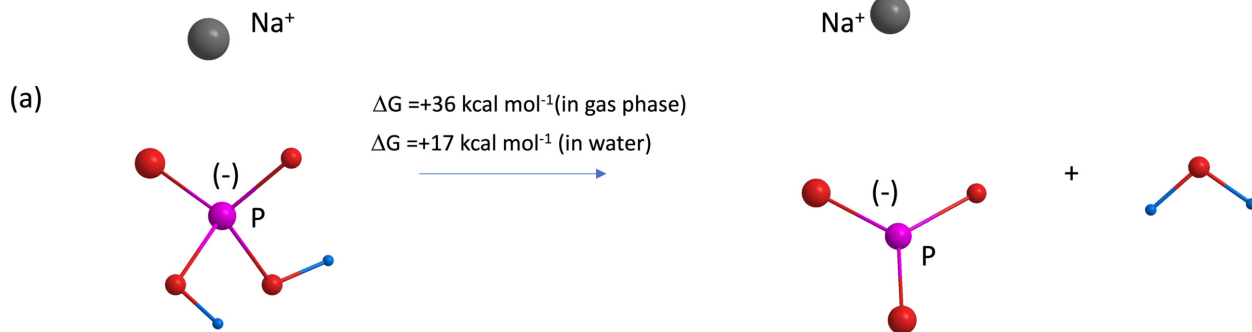 Na⁺
Na⁺
(a)
ΔG =+36 kcal mol⁻¹(in gas phase)
ΔG =+17 kcal mol⁻¹ (in water)
(-)
P
(-)
P
+